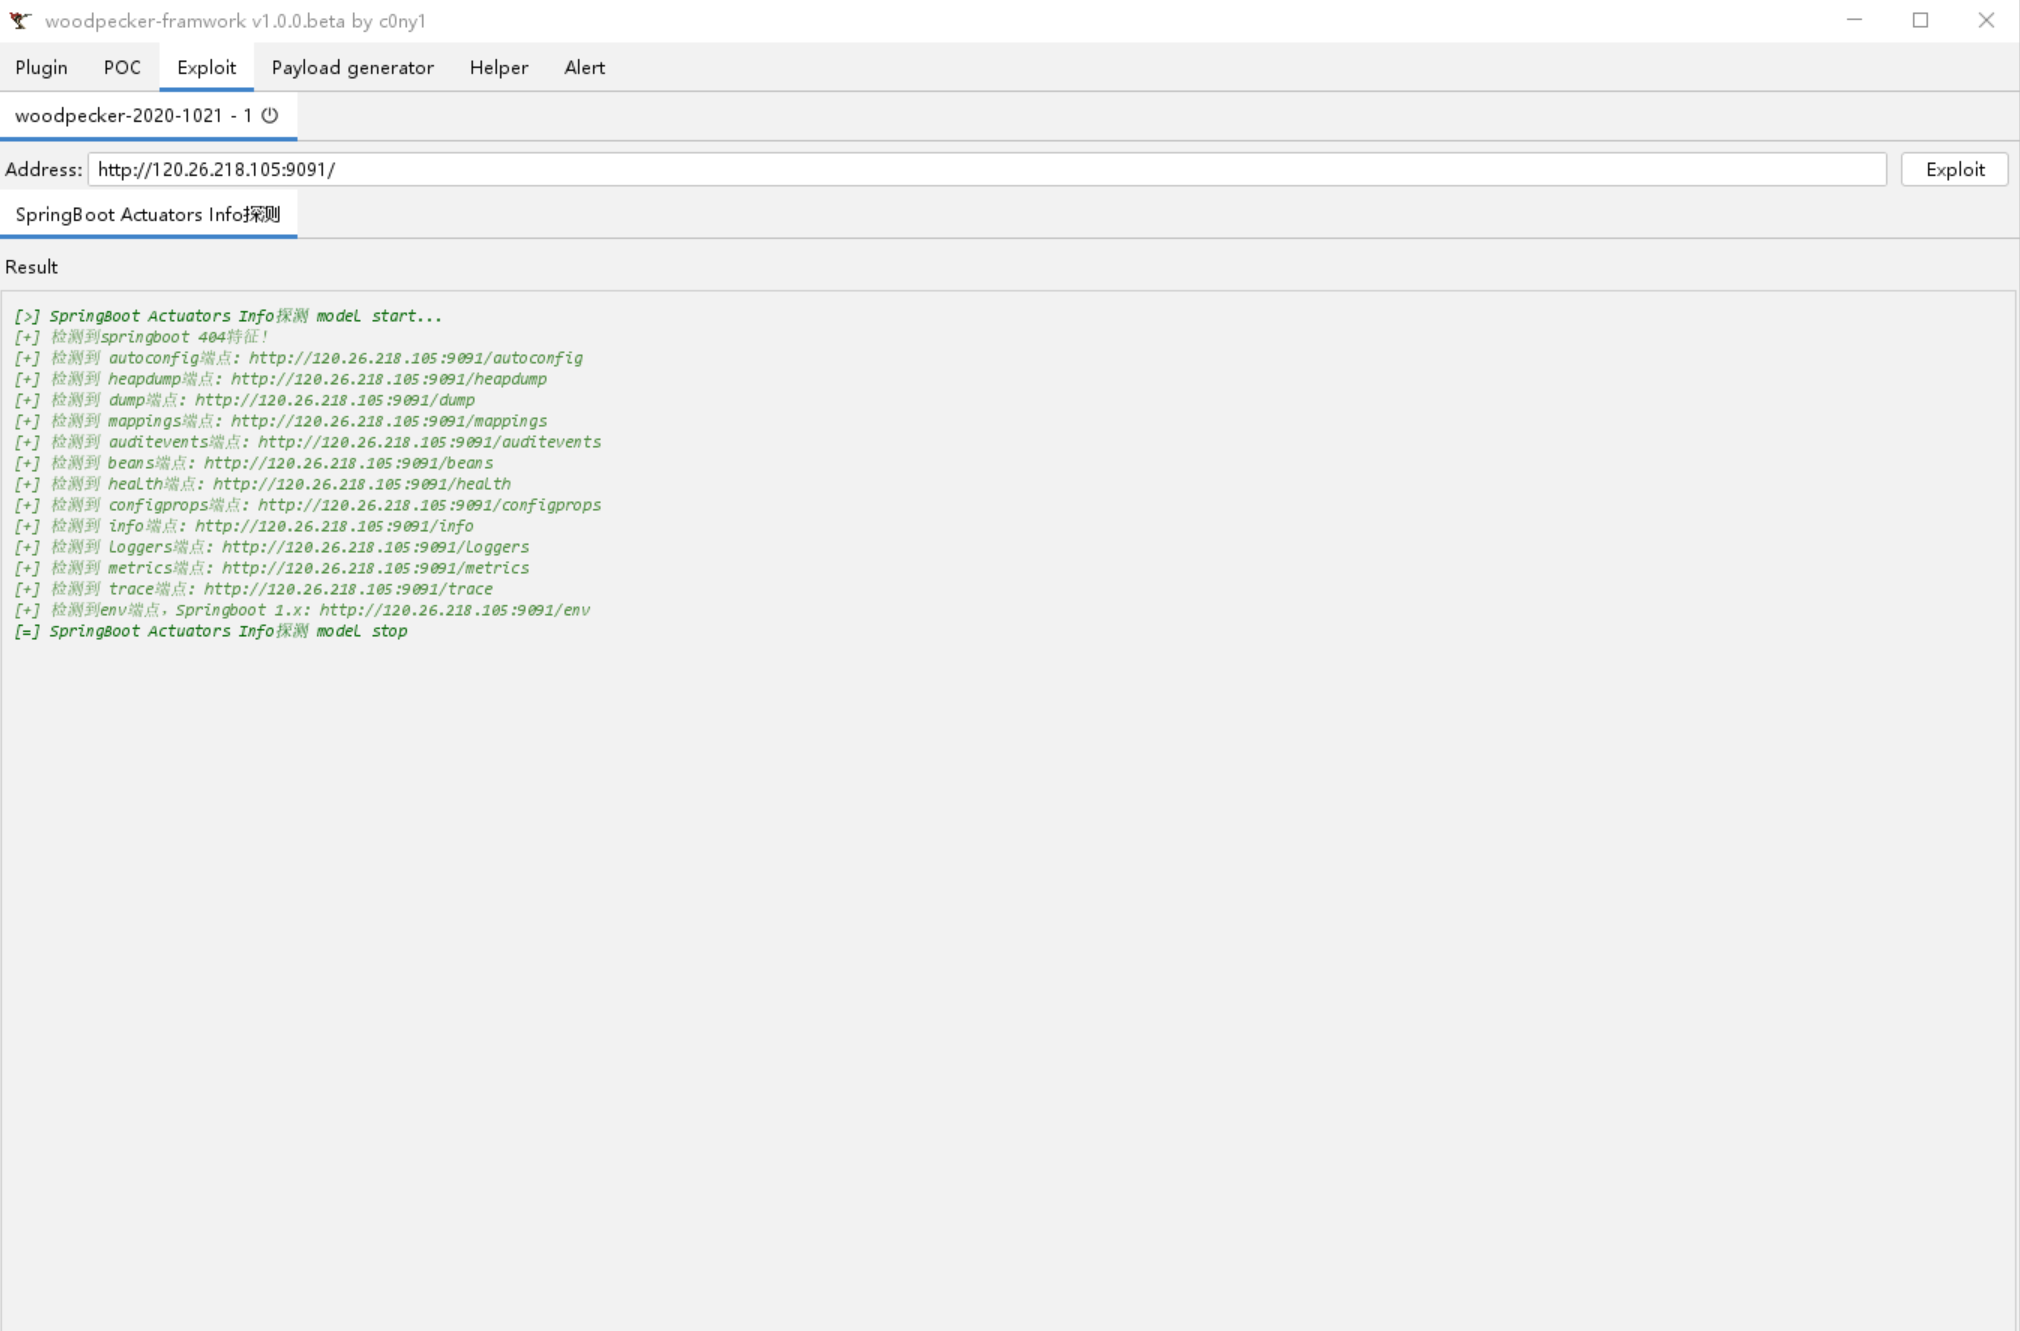 woodpecker-framwork v1.0.0.beta by c0ny1
Plugin POC Exploit Payload generator Helper Alert
woodpecker-2020-1021 - 1
Address: http://120.26.218.105:9091/ Exploit
SpringBoot Actuators Info探测
Result
[>] SpringBoot Actuators Info探测 model start...
[+] 检测到springboot 404特征!
[+] 检测到 autoconfig端点: http://120.26.218.105:9091/autoconfig
[+] 检测到 heapdump端点: http://120.26.218.105:9091/heapdump
[+] 检测到 dump端点: http://120.26.218.105:9091/dump
[+] 检测到 mappings端点: http://120.26.218.105:9091/mappings
[+] 检测到 auditevents端点: http://120.26.218.105:9091/auditevents
[+] 检测到 beans端点: http://120.26.218.105:9091/beans
[+] 检测到 health端点: http://120.26.218.105:9091/health
[+] 检测到 configprops端点: http://120.26.218.105:9091/configprops
[+] 检测到 info端点: http://120.26.218.105:9091/info
[+] 检测到 loggers端点: http://120.26.218.105:9091/loggers
[+] 检测到 metrics端点: http://120.26.218.105:9091/metrics
[+] 检测到 trace端点: http://120.26.218.105:9091/trace
[+] 检测到env端点，Springboot 1.x: http://120.26.218.105:9091/env
[=] SpringBoot Actuators Info探测 model stop